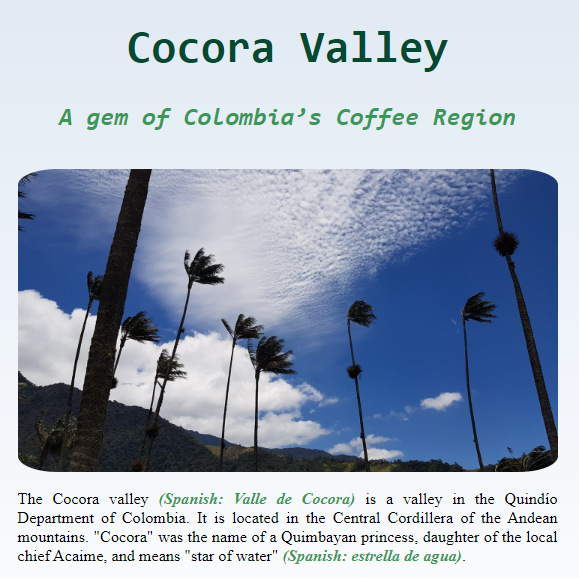 Cocora Valley
A gem of Colombia’s Coffee Region
The Cocora valley (Spanish: Valle de Cocora) is a valley in the Quindío
Department of Colombia. It is located in the Central Cordillera of the Andean
mountains. "Cocora" was the name of a Quimbayan princess, daughter of the local
chief Acaime, and means "star of water" (Spanish: estrella de agua).